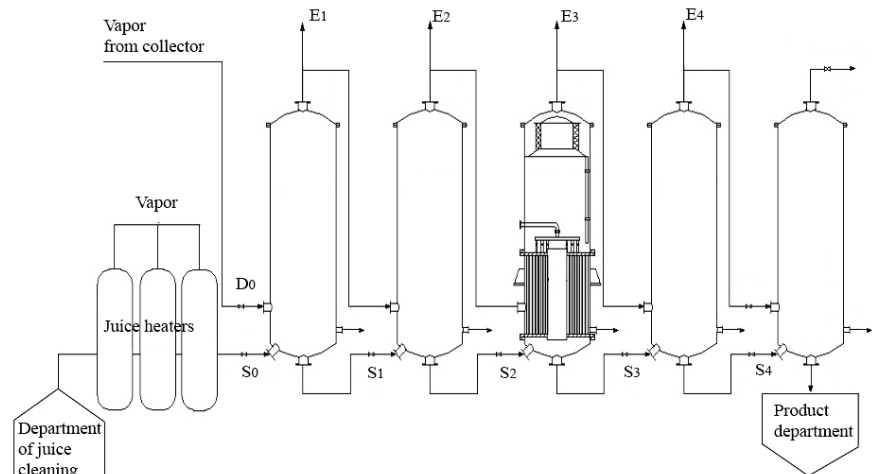 E1
E2
E3
E4
Vapor
from collector
Vapor
D0
Juice heaters
S0
S1
S2
S3
S4
Department
of juice
cleaning
Product
department